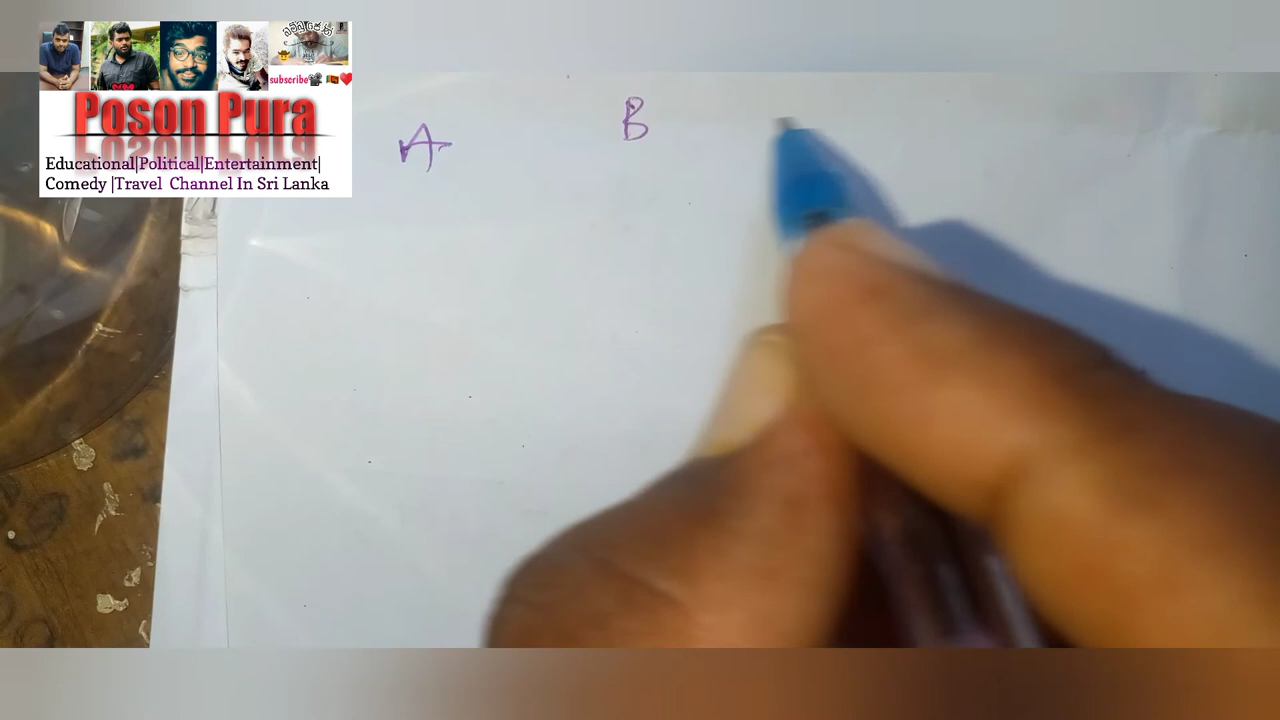 subscribe
Poson Pura
Educational|Political|Entertainment|
Comedy |Travel Channel In Sri Lanka
A B